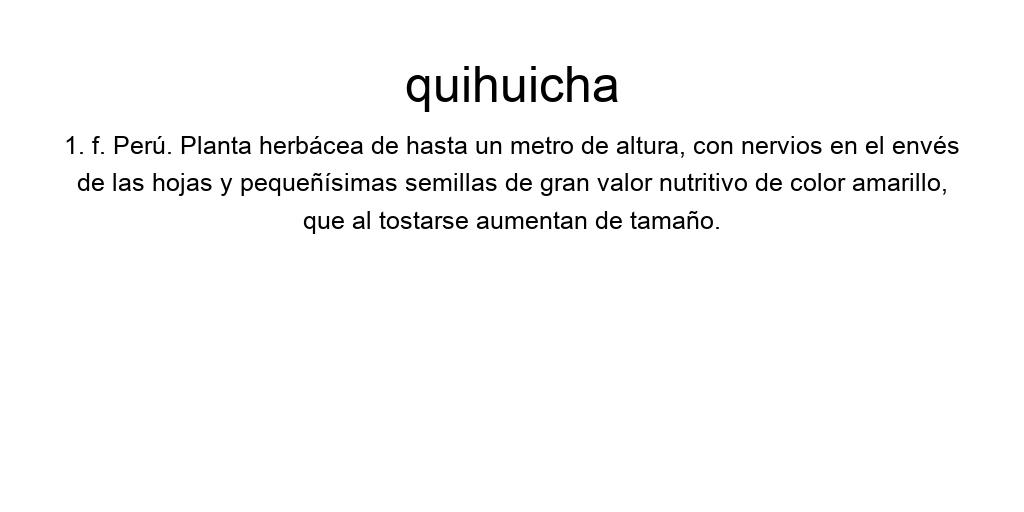 quihuicha
1. f. Perú. Planta herbácea de hasta un metro de altura, con nervios en el envés
de las hojas y pequeñísimas semillas de gran valor nutritivo de color amarillo,
que al tostarse aumentan de tamaño.